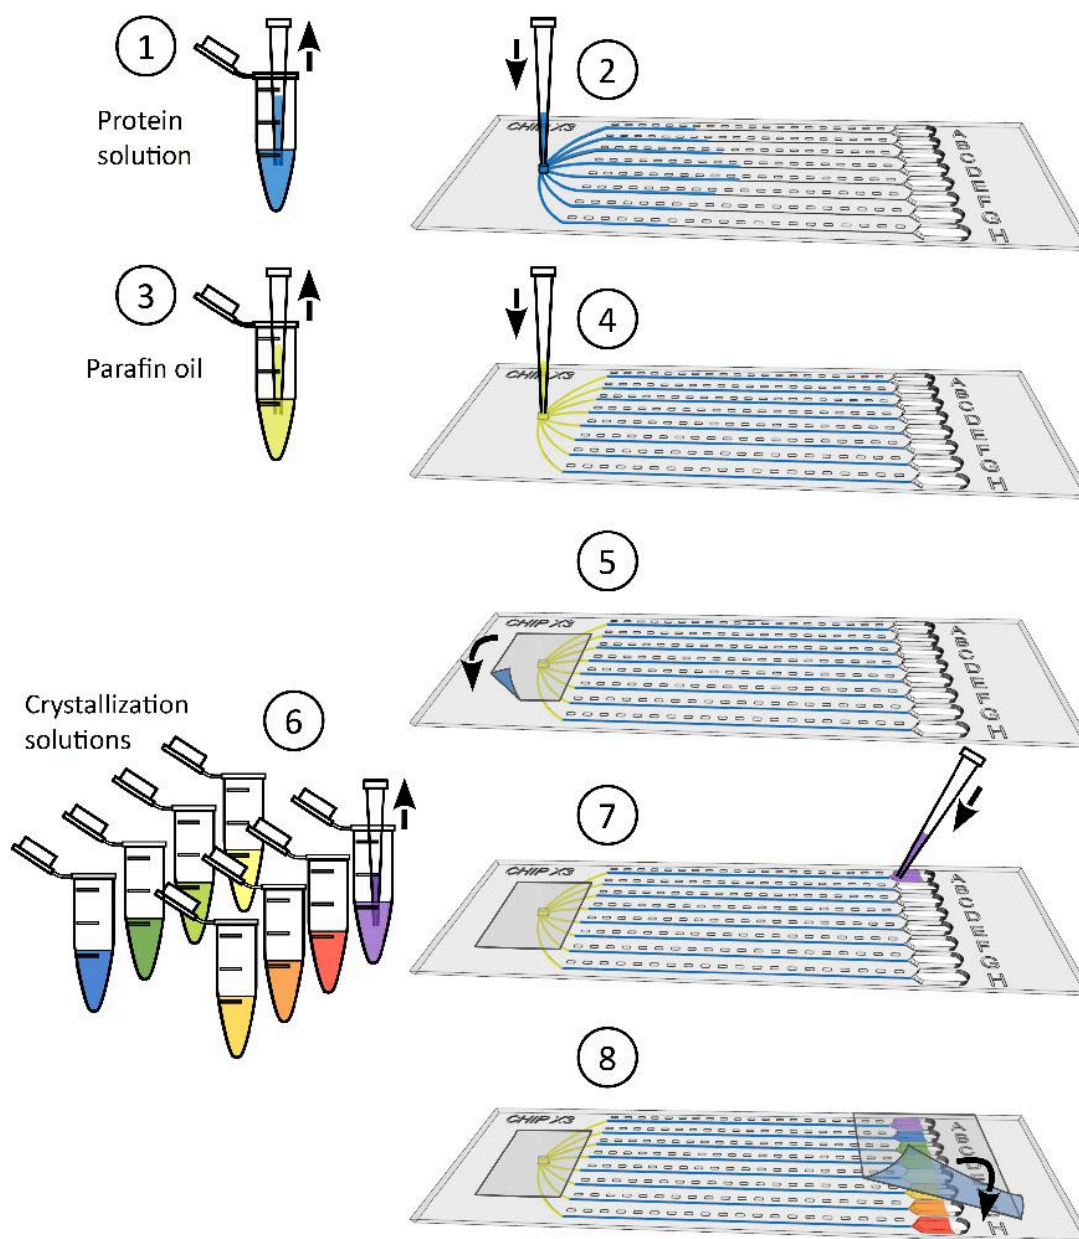 1
Protein
solution
2
CHIP X3
A B C D E F G H
3
Parafin oil
4
CHIP X3
A B C D E F G H
5
CHIP X3
A B C D E F G H
Crystallization
solutions
6
7
CHIP X3
A B C D E F G H
8
CHIP X3
A B C D
H